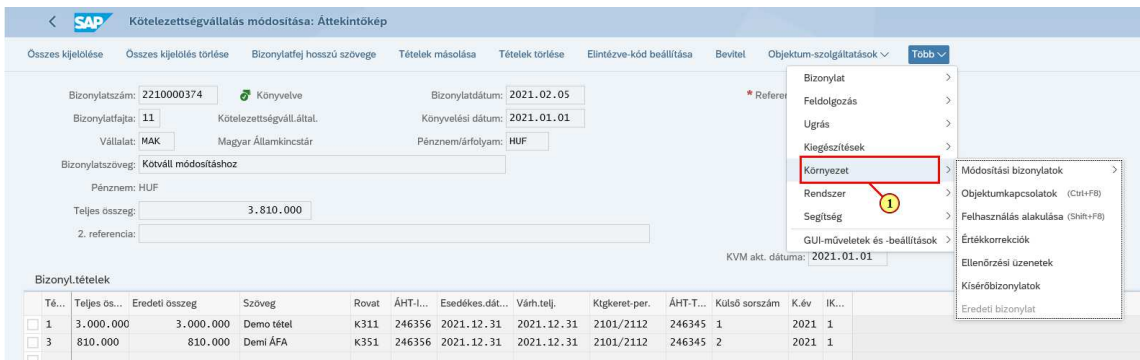 SAP Kötelezettségvállalás módosítása: Áttekintőkép
Összes kijelölése Összes kijelölés törlése Bizonylatfej hosszú szövege Tételek másolása Tételek törlése Elintézve-kód beállítása Bevitel Objektum-szolgáltatások Több
Bizonylatszám: 2210000374 Könyvelve Bizonylatdátum: 2021.02.05 * Referen
Bizonylatfajta: 11 Kötelezettségváll.által. Könyvelési dátum: 2021.01.01
Vállalat: MAK Magyar Államkincstár Pénznem/árfolyam: HUF
Bizonylatszöveg: Kötváll módosításhoz
Pénznem: HUF
Teljes összeg: 3.810.000
2. referencia:
KVM akt. dátuma: 2021.01.01
Bizonylat
Feldolgozás
Ugrás
Kiegészítések
Környezet
Rendszer
Segítség
GUI-műveletek és -beállítások
1
Módosítási bizonylatok
Objektumkapcsolatok (Ctrl+F8)
Felhasználás alakulása (Shift+F8)
Értékkorrekciók
Ellenőrzési üzenetek
Kísérőbizonylatok
Eredeti bizonylat
Bizonyl.tételek
Té... Teljes ös... Eredeti összeg Szöveg Rovat ÁHT-I... Esedékes.dát... Várh.telj. Ktgkeret-per. ÁHT-T... Külső sorszám K.év IK...
1 3.000.000 3.000.000 Demo tétel K311 246356 2021.12.31 2021.12.31 2101/2112 246345 1 2021 1
3 810.000 810.000 Demi ÁFA K351 246356 2021.12.31 2021.12.31 2101/2112 246345 2 2021 1